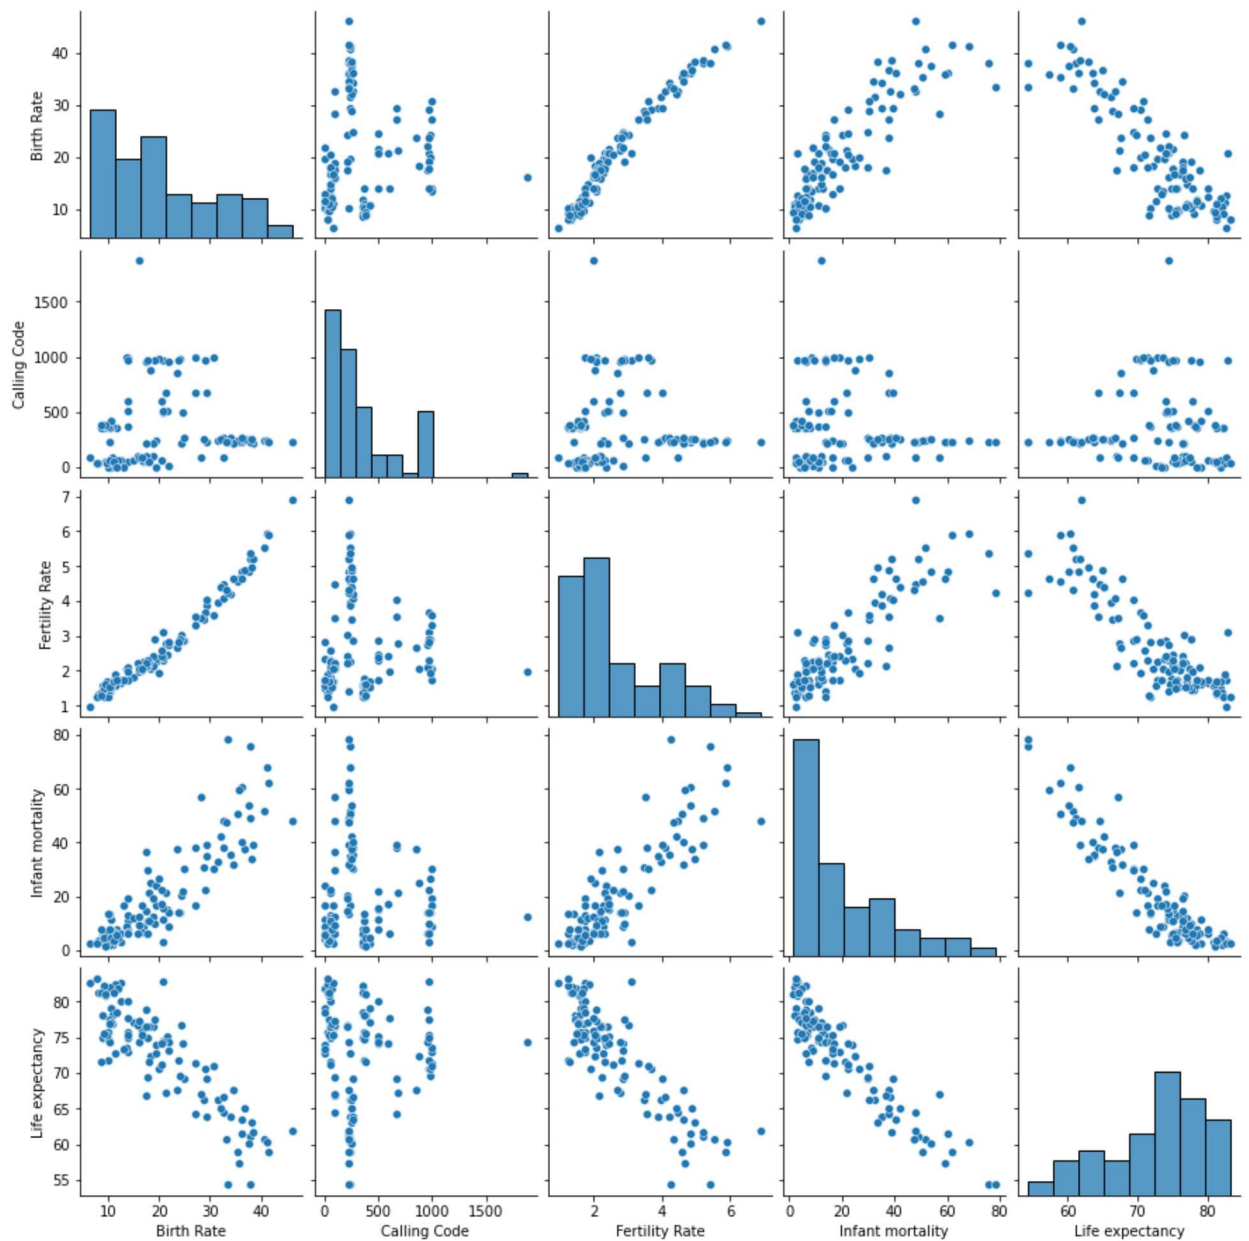 40
30
20
10
Birth Rate
1500
1000
500
0
Calling Code
7
6
5
4
3
2
1
Fertility Rate
80
60
40
20
0
Infant mortality
80
75
70
65
60
55
Life expectancy
10 20 30 40
Birth Rate
0 500 1000 1500
Calling Code
2 4 6
Fertility Rate
0 20 40 60 80
Infant mortality
60 70 80
Life expectancy